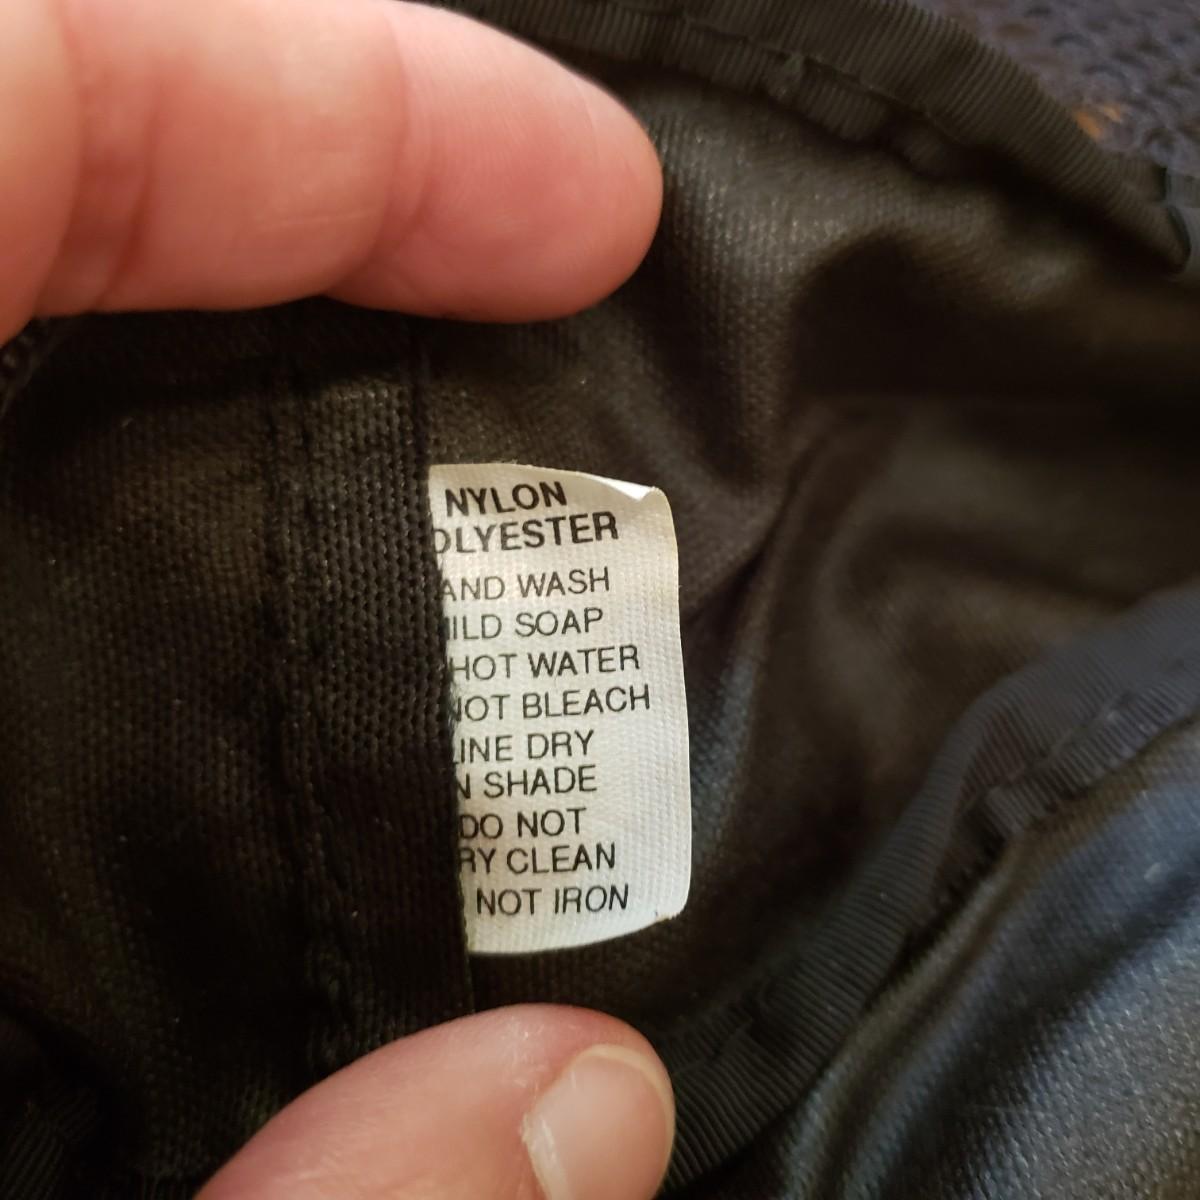 NYLON
OLYESTER
AND WASH
ILD SOAP
HOT WATER
NOT BLEACH
LINE DRY
N SHADE
DO NOT
RY CLEAN
NOT IRON